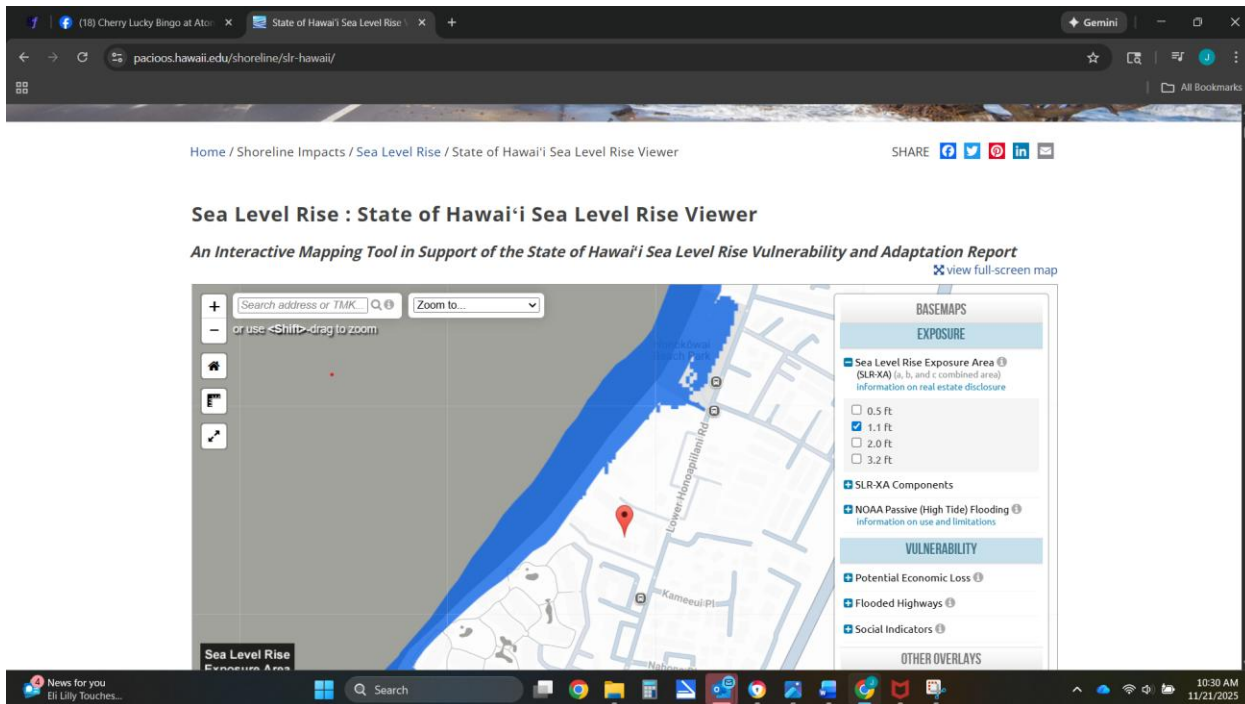 (18) Cherry Lucky Bingo at Ato
State of Hawai'i Sea Level Rise
Gemini
pacioos.hawaii.edu/shoreline/slr-hawaii/
J
All Bookmarks
Home / Shoreline Impacts / Sea Level Rise / State of Hawai'i Sea Level Rise Viewer
SHARE
Sea Level Rise : State of Hawaiʻi Sea Level Rise Viewer
An Interactive Mapping Tool in Support of the State of Hawai'i Sea Level Rise Vulnerability and Adaptation Report
view full-screen map
+
Search address or TMK...
Zoom to...
−
or use <Shift>-drag to zoom
Beach Park
Lower Honoapiilani Rd
Kameeui Pl
BASEMAPS
EXPOSURE
Sea Level Rise Exposure Area
(SLR-XA) (a, b, and c combined area)
information on real estate disclosure
0.5 ft
1.1 ft
2.0 ft
3.2 ft
SLR-XA Components
NOAA Passive (High Tide) Flooding
information on use and limitations
VULNERABILITY
Potential Economic Loss
Flooded Highways
Social Indicators
OTHER OVERLAYS
Sea Level Rise
Exposure Area
4
News for you
Eli Lilly Touches...
Search
10:30 AM
11/21/2025